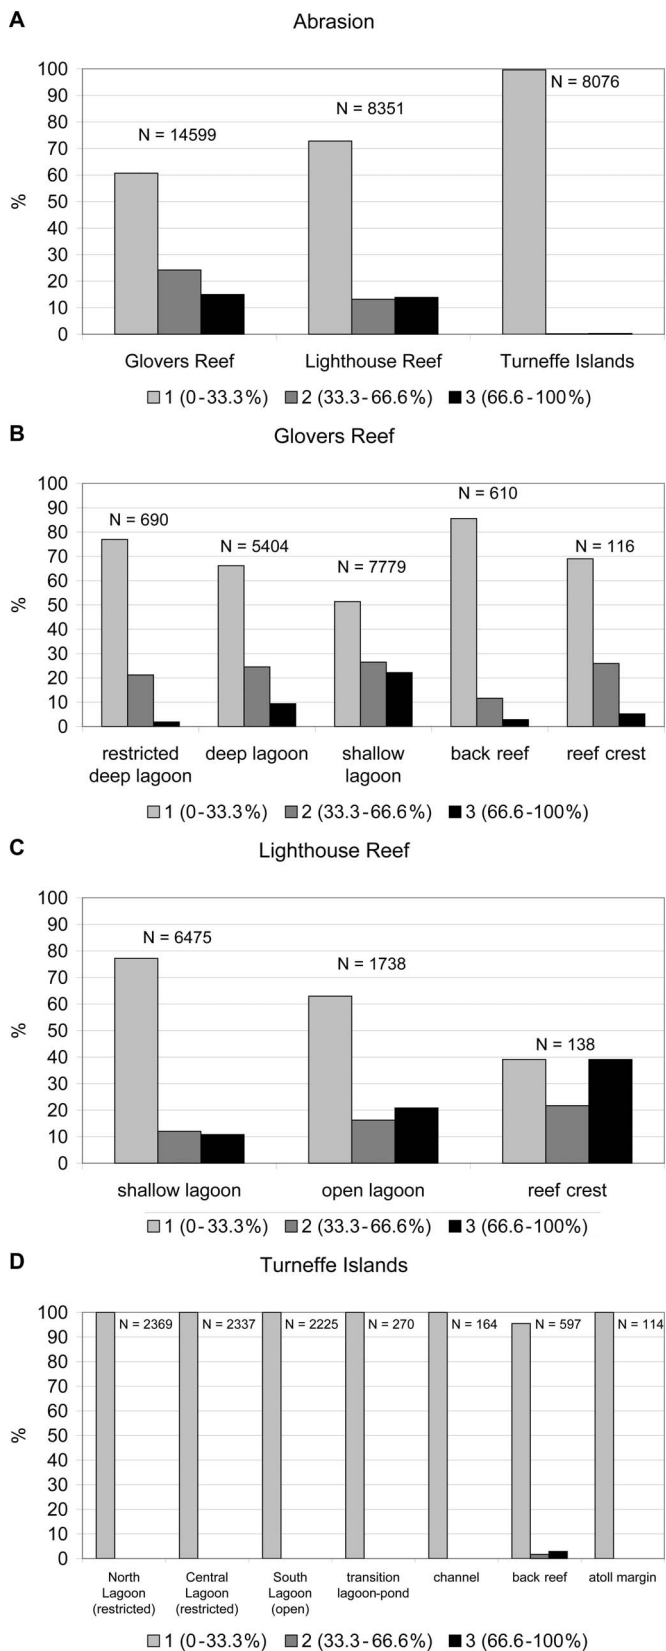 A
Abrasion
100
90
80
70
60
50
40
30
20
10
0
%
N = 14599
N = 8351
N = 8076
Glovers Reef
Lighthouse Reef
Turneffe Islands
1 (0-33.3%) 2 (33.3-66.6%) 3 (66.6-100%)
B
Glovers Reef
100
90
80
70
60
50
40
30
20
10
0
%
N = 690
N = 5404
N = 7779
N = 610
N = 116
restricted
deep lagoon
deep lagoon
shallow
lagoon
back reef
reef crest
1 (0-33.3%) 2 (33.3-66.6%) 3 (66.6-100%)
C
Lighthouse Reef
100
90
80
70
60
50
40
30
20
10
0
%
N = 6475
N = 1738
N = 138
shallow lagoon
open lagoon
reef crest
1 (0-33.3%) 2 (33.3-66.6%) 3 (66.6-100%)
D
Turneffe Islands
100
90
80
70
60
50
40
30
20
10
0
%
N = 2369
N = 2337
N = 2225
N = 270
N = 164
N = 597
N = 114
North
Lagoon
(restricted)
Central
Lagoon
(restricted)
South
Lagoon
(open)
transition
lagoon-pond
channel
back reef
atoll margin
1 (0-33.3%) 2 (33.3-66.6%) 3 (66.6-100%)